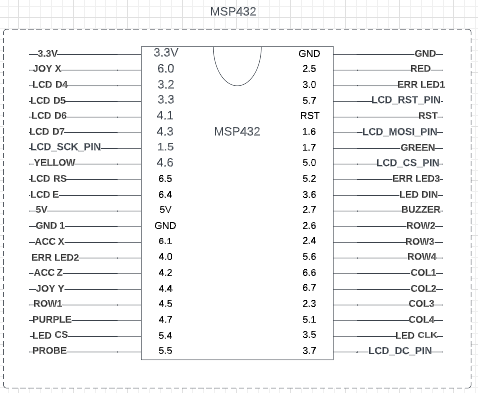 MSP432
3.3V 3.3V GND GND
JOY X 6.0 2.5 RED
LCD D4 3.2 3.0 ERR LED1
LCD D5 3.3 5.7 LCD_RST_PIN
LCD D6 4.1 RST RST
LCD D7 4.3 MSP432 1.6 LCD_MOSI_PIN
LCD_SCK_PIN 1.5 1.7 GREEN
YELLOW 4.6 5.0 LCD_CS_PIN
LCD RS 6.5 5.2 ERR LED3
LCD E 6.4 3.6 LED DIN
5V 5V 2.7 BUZZER
GND 1 GND 2.6 ROW2
ACC X 6.1 2.4 ROW3
ERR LED2 4.0 5.6 ROW4
ACC Z 4.2 6.6 COL1
JOY Y 4.4 6.7 COL2
ROW1 4.5 2.3 COL3
PURPLE 4.7 5.1 COL4
LED CS 5.4 3.5 LED CLK
PROBE 5.5 3.7 LCD_DC_PIN